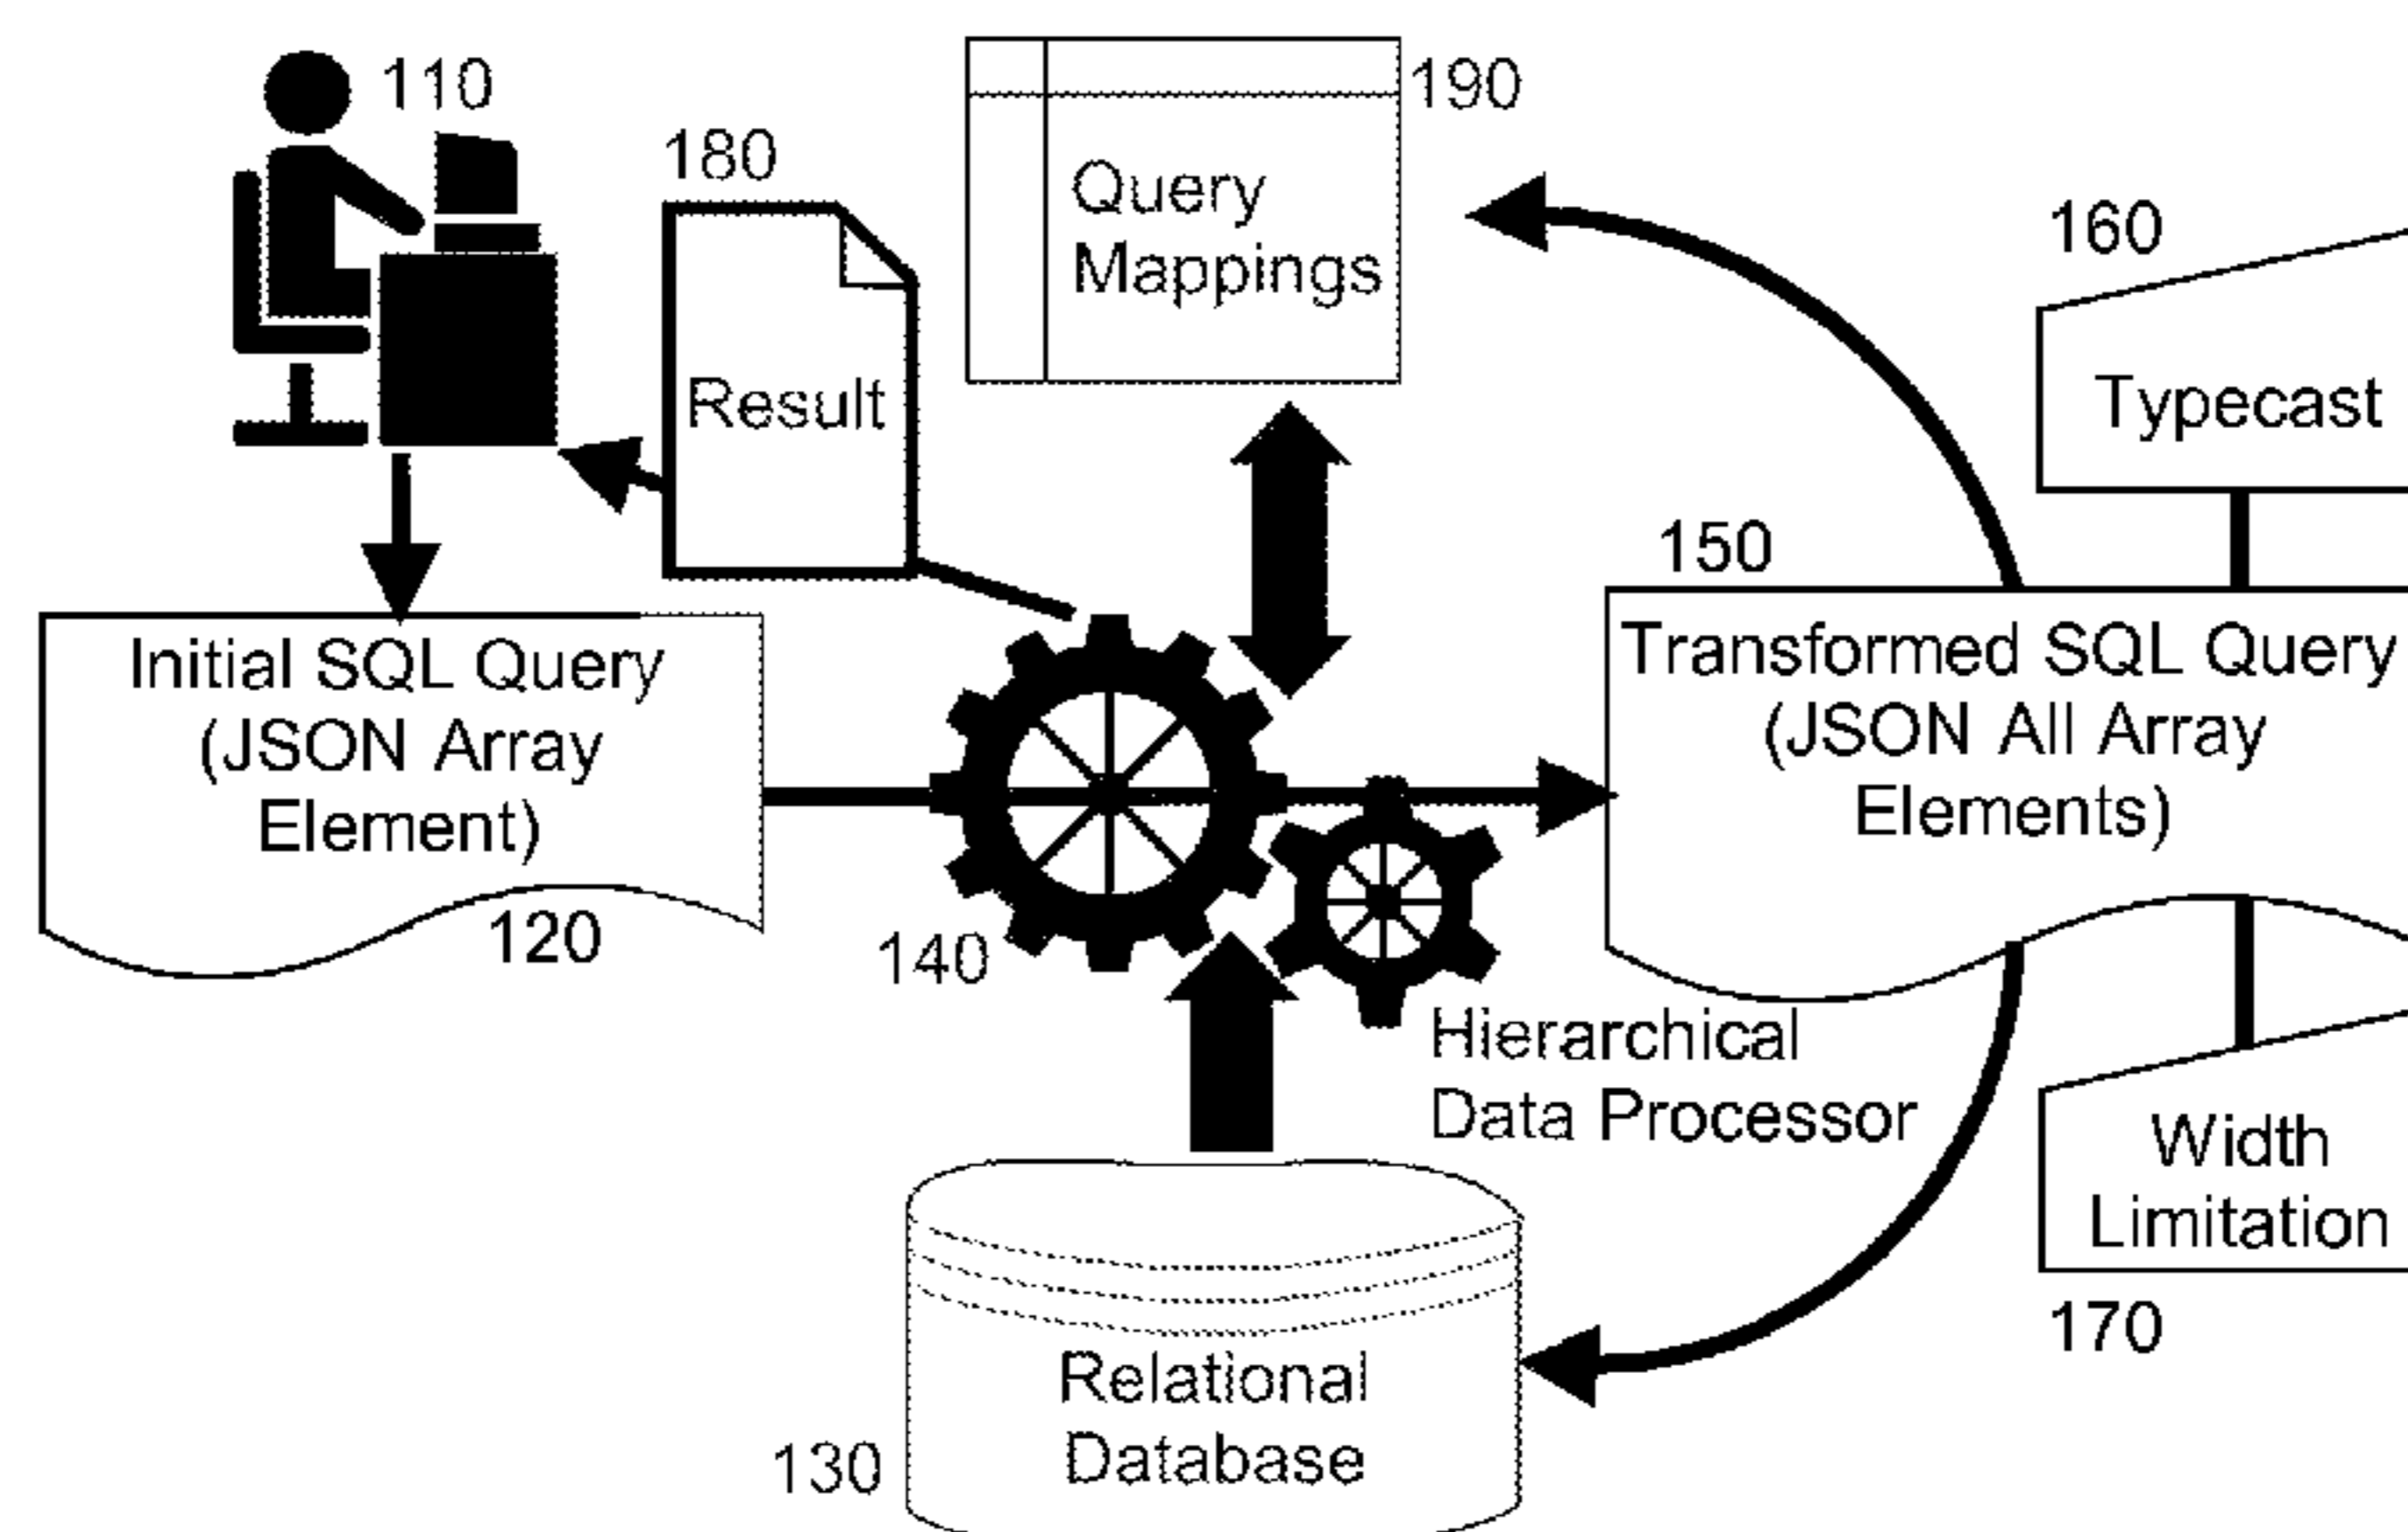 110
180
190
Query
Mappings
160
Typecast
Result
150
Initial SQL Query
(JSON Array
Element)
120
140
Transformed SQL Query
(JSON All Array
Elements)
Hierarchical
Data Processor
Width
Limitation
170
Relational
Database
130